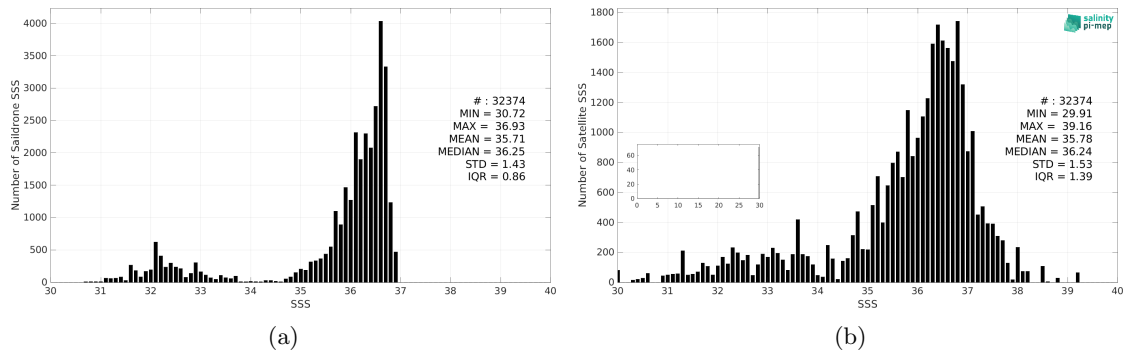 4000
3500
3000
2500
2000
1500
1000
500
0
Number of Saildrone SSS
# : 32374
MIN = 30.72
MAX = 36.93
MEAN = 35.71
MEDIAN = 36.25
STD = 1.43
IQR = 0.86
30 31 32 33 34 35 36 37 38 39 40
SSS
(a)
1800
1600
1400
1200
1000
800
600
400
200
0
Number of Satellite SSS
salinity
pi-mep
# : 32374
MIN = 29.91
MAX = 39.16
MEAN = 35.78
MEDIAN = 36.24
STD = 1.53
IQR = 1.39
60
40
20
0
0 5 10 15 20 25 30
30 31 32 33 34 35 36 37 38 39 40
SSS
(b)